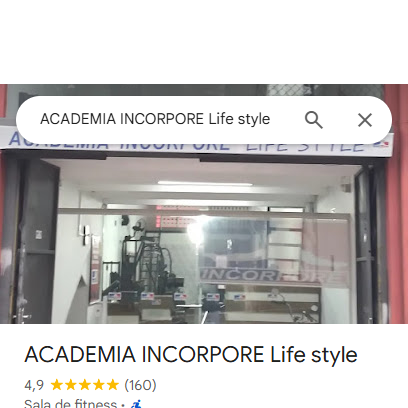 ACADEMIA INCORPORE Life style
ACADEMIA INCORPORE LIFE STYLE
INCORPORE
ACADEMIA INCORPORE Life style
4,9 (160)
Sala de fitness ·